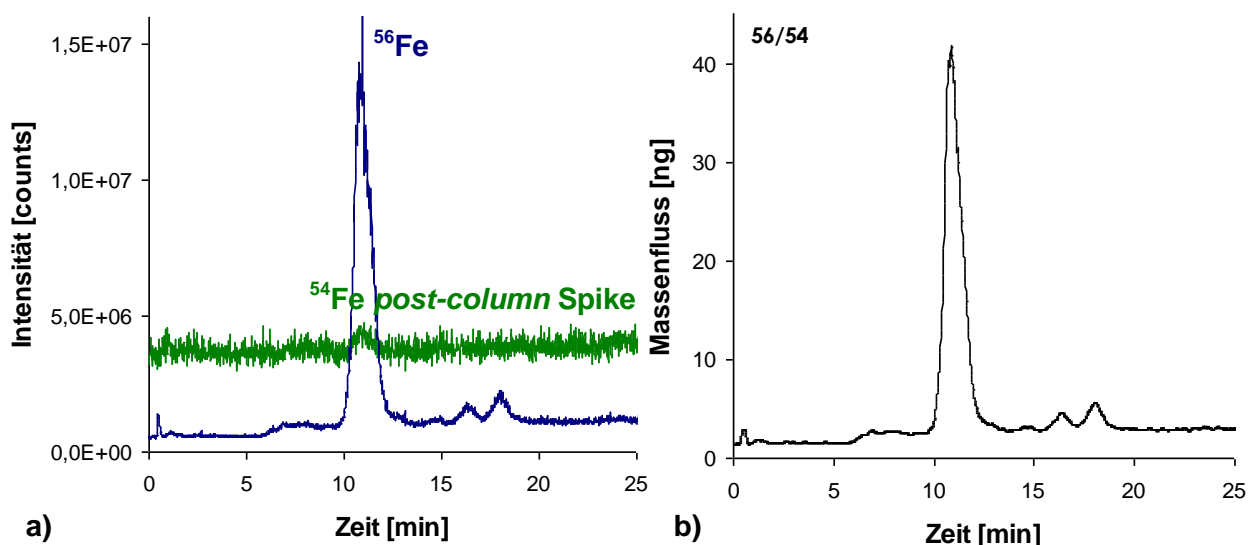 1,5E+07
1,0E+07
5,0E+06
0,0E+00
Intensität [counts]
⁵⁶Fe
⁵⁴Fe post-column Spike
0 5 10 15 20 25
Zeit [min]
a)
56/54
40
30
20
10
0
Massenfluss [ng]
0 5 10 15 20 25
Zeit [min]
b)